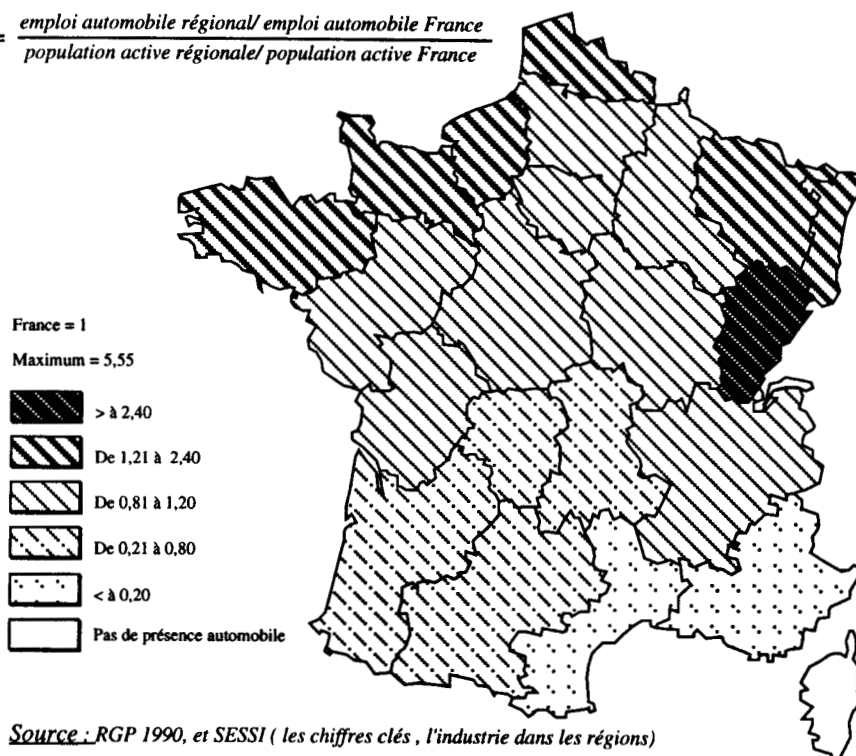 = emploi automobile régional/ emploi automobile France
population active régionale/ population active France
France = 1
Maximum = 5,55
> à 2,40
De 1,21 à 2,40
De 0,81 à 1,20
De 0,21 à 0,80
< à 0,20
Pas de présence automobile
Source : RGP 1990, et SESSI ( les chiffres clés , l'industrie dans les régions)